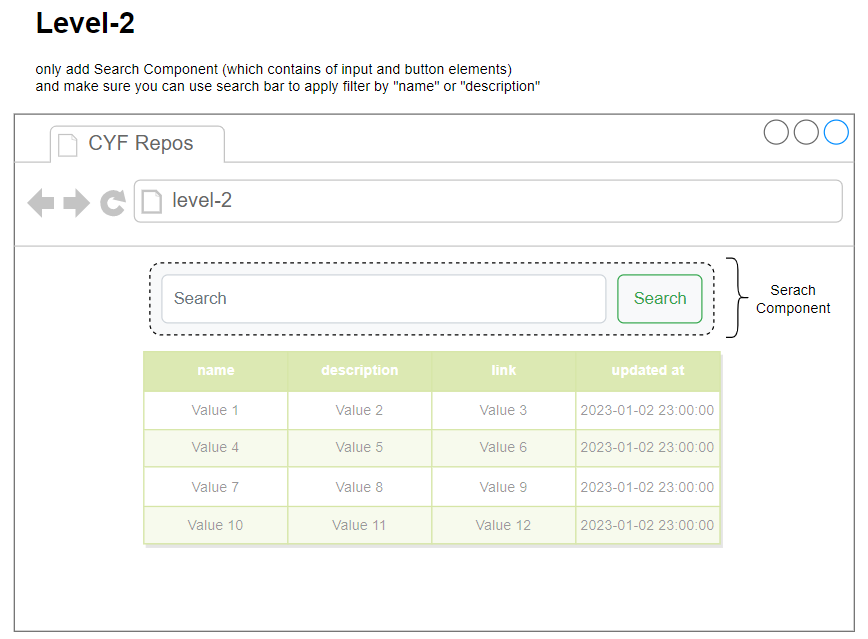 Level-2
only add Search Component (which contains of input and button elements)
and make sure you can use search bar to apply filter by "name" or "description"
CYF Repos
level-2
Search Search
Serach
Component
name description link updated at
Value 1 Value 2 Value 3 2023-01-02 23:00:00
Value 4 Value 5 Value 6 2023-01-02 23:00:00
Value 7 Value 8 Value 9 2023-01-02 23:00:00
Value 10 Value 11 Value 12 2023-01-02 23:00:00